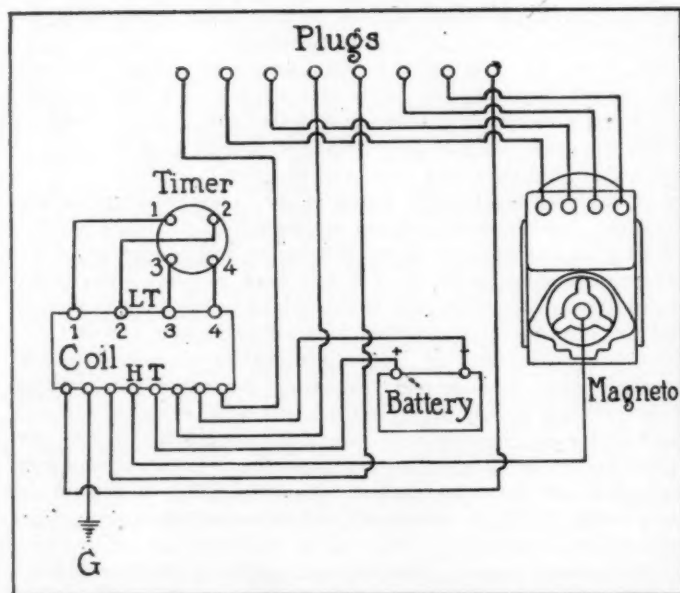 Plugs
Timer
1 2
3 4
LT
1 2 3 4
Coil
HT
+ -
Battery
Magneto
G